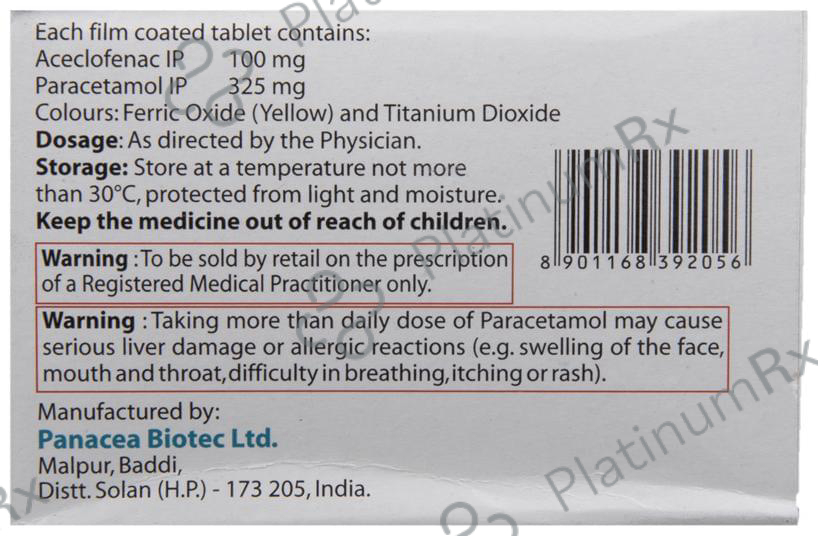 Each film coated tablet contains:
Aceclofenac IP 100 mg
Paracetamol IP 325 mg
Colours: Ferric Oxide (Yellow) and Titanium Dioxide
Dosage: As directed by the Physician.
Storage: Store at a temperature not more
than 30°C, protected from light and moisture.
Keep the medicine out of reach of children.
Warning : To be sold by retail on the prescription
of a Registered Medical Practitioner only.
8 901168 392056
Warning : Taking more than daily dose of Paracetamol may cause
serious liver damage or allergic reactions (e.g. swelling of the face,
mouth and throat, difficulty in breathing, itching or rash).
Manufactured by:
Panacea Biotec Ltd.
Malpur, Baddi,
Distt. Solan (H.P.) - 173 205, India.
PlatinumRx
PlatinumRx
Plat
Rx